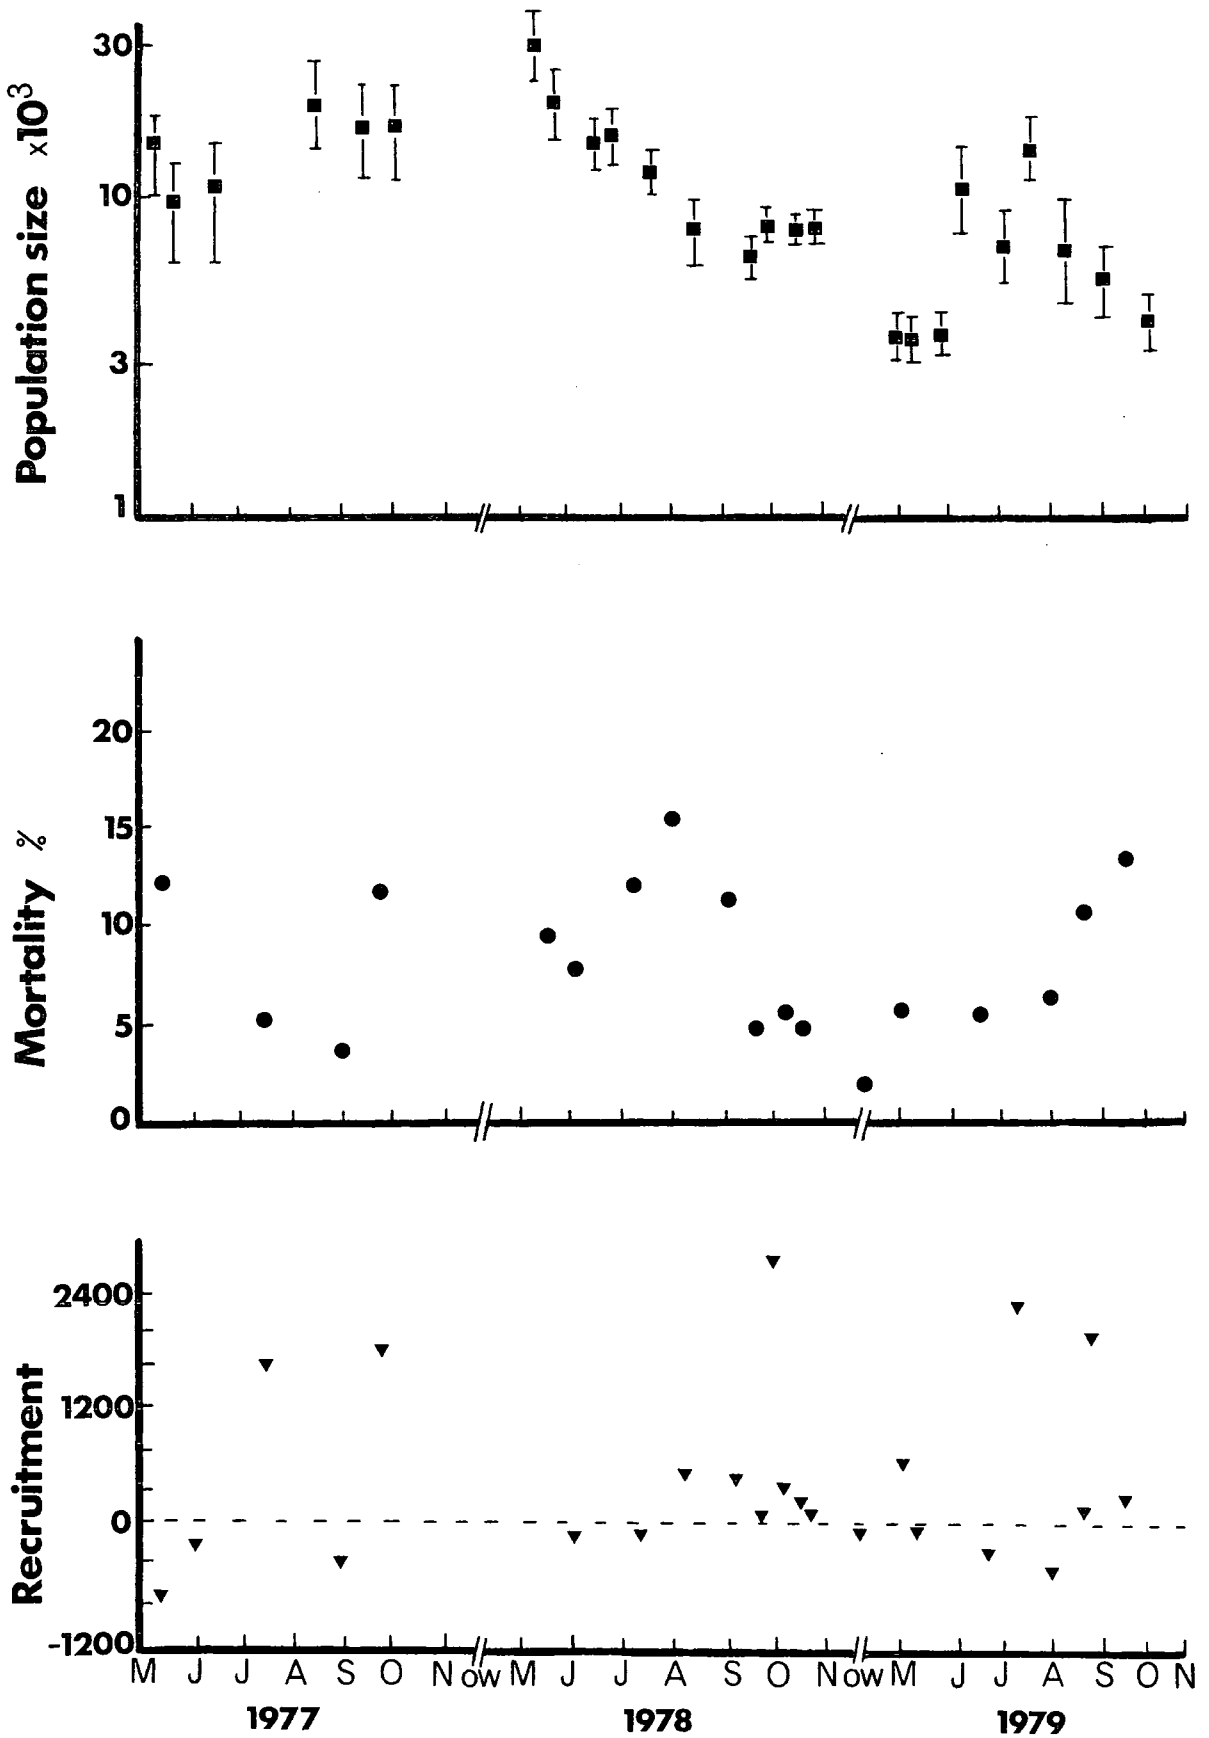 Population size x10³
30
10
3
1
Mortality %
20
15
10
5
0
Recruitment
2400
1200
0
-1200
M J J A S O N ow M J J A S O N ow M J J A S O N
1977 1978 1979